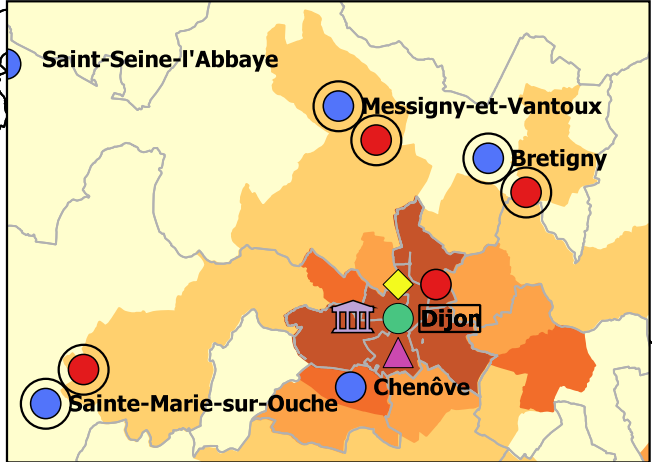 Saint-Seine-l'Abbaye
Messigny-et-Vantoux
Bretigny
Dijon
Chenôve
Sainte-Marie-sur-Ouche